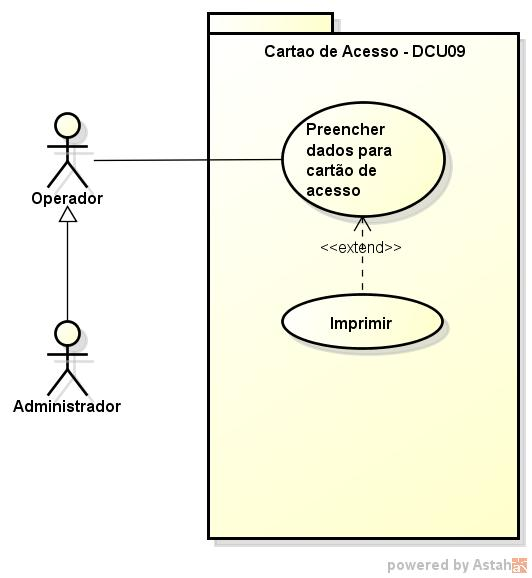 Cartao de Acesso - DCU09
Preencher
dados para
cartão de
acesso
Operador
<<extend>>
Imprimir
Administrador
powered by Astah